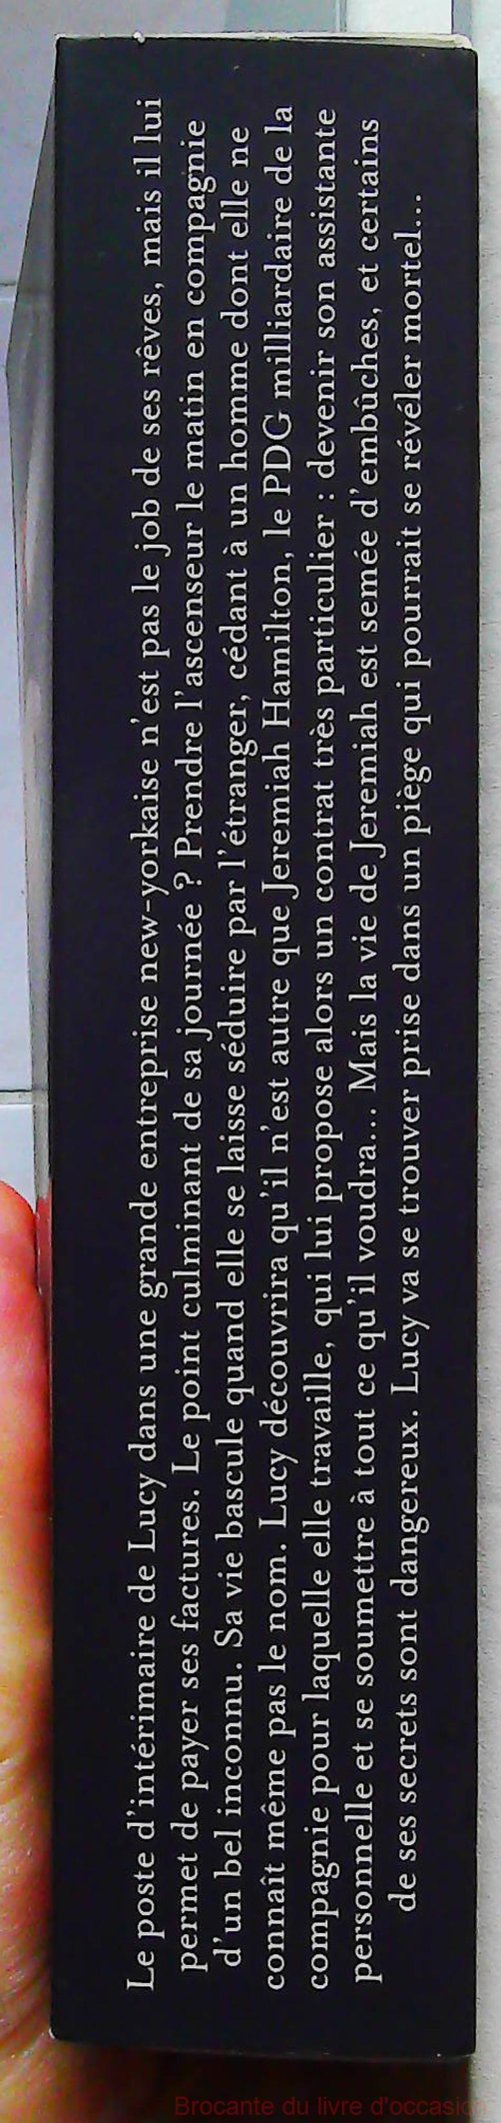 Le poste d'intérimaire de Lucy dans une grande entreprise new-yorkaise n'est pas le job de ses rêves, mais il lui
permet de payer ses factures. Le point culminant de sa journée ? Prendre l'ascenseur le matin en compagnie
d'un bel inconnu. Sa vie bascule quand elle se laisse séduire par l'étranger, cédant à un homme dont elle ne
connaît même pas le nom. Lucy découvrira qu'il n'est autre que Jeremiah Hamilton, le PDG milliardaire de la
compagnie pour laquelle elle travaille, qui lui propose alors un contrat très particulier : devenir son assistante
personnelle et se soumettre à tout ce qu'il voudra... Mais la vie de Jeremiah est semée d'embûches, et certains
de ses secrets sont dangereux. Lucy va se trouver prise dans un piège qui pourrait se révéler mortel...
Brocante du livre d'occasion